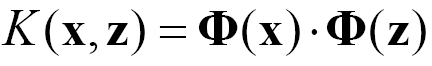 K(x, z) = Φ(x) · Φ(z)